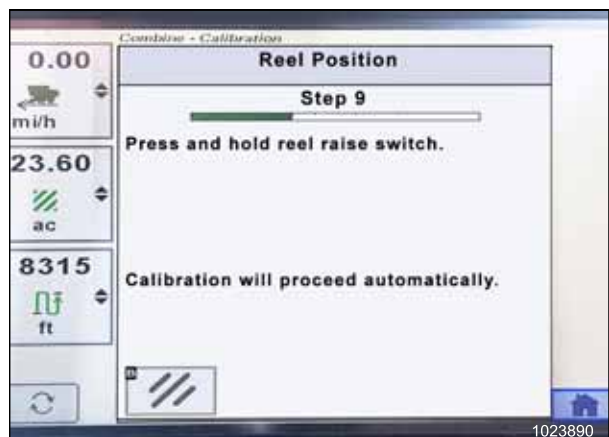 Combine - Calibration
0.00
mi/h
23.60
ac
8315
ft
Reel Position
Step 9
Press and hold reel raise switch.
Calibration will proceed automatically.
1023890